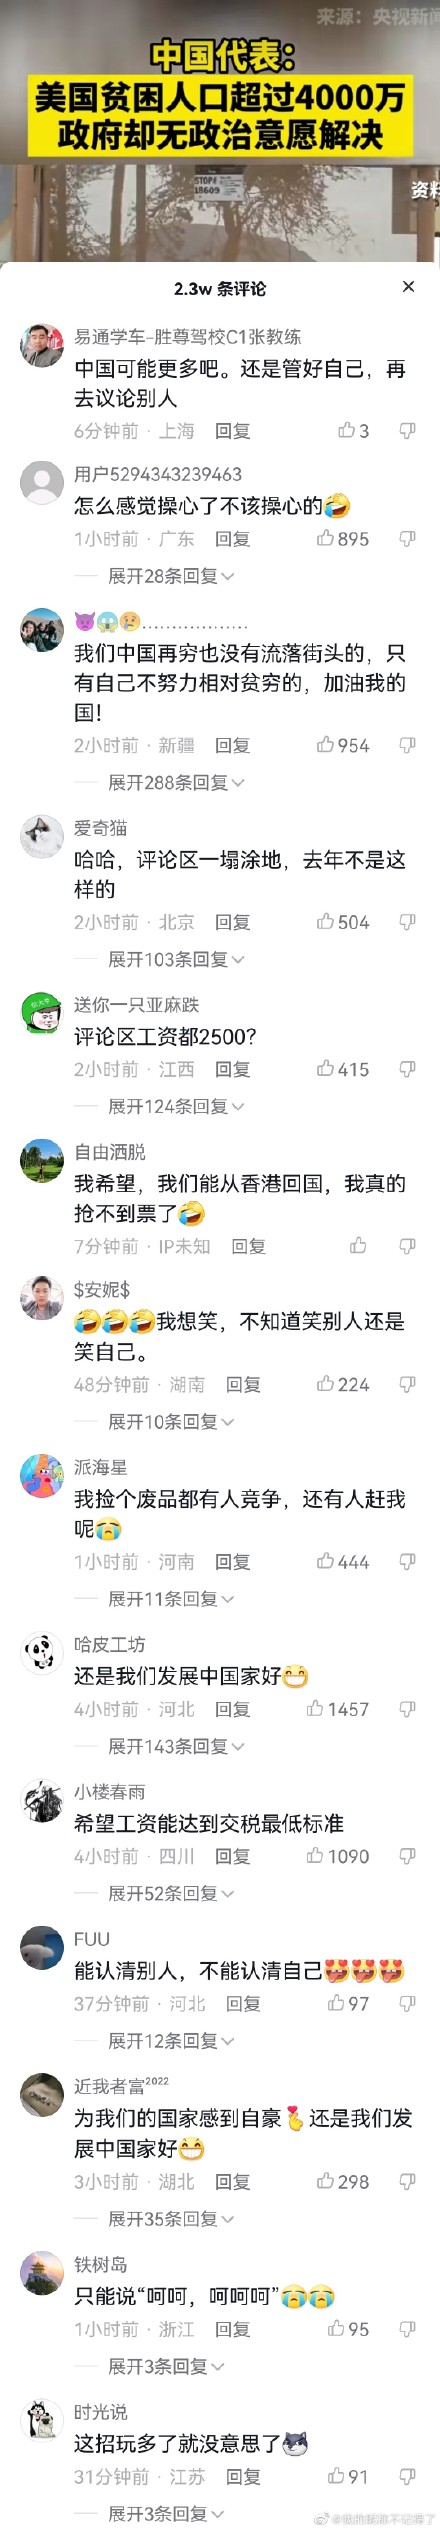 来源：央视新闻
中国代表：
美国贫困人口超过4000万
政府却无政治意愿解决
STOP#
18609
资料
2.3w 条评论
易通学车-胜尊驾校C1张教练
中国可能更多吧。还是管好自己，再
去议论别人
6分钟前 · 上海 回复 3
用户5294343239463
怎么感觉操心了不该操心的🤣
1小时前 · 广东 回复 895
展开28条回复
👿😱😢..................
我们中国再穷也没有流落街头的，只
有自己不努力相对贫穷的，加油我的
国！
2小时前 · 新疆 回复 954
展开288条回复
爱奇猫
哈哈，评论区一塌涂地，去年不是这
样的
2小时前 · 北京 回复 504
展开103条回复
送你一只亚麻跌
评论区工资都2500？
2小时前 · 江西 回复 415
展开124条回复
自由洒脱
我希望，我们能从香港回国，我真的
抢不到票了🤣
7分钟前 · IP未知 回复
$安妮$
🤣🤣🤣我想笑，不知道笑别人还是
笑自己。
48分钟前 · 湖南 回复 224
展开10条回复
派海星
我捡个废品都有人竞争，还有人赶我
呢😭
1小时前 · 河南 回复 444
展开11条回复
哈皮工坊
还是我们发展中国家好😁
4小时前 · 河北 回复 1457
展开143条回复
小楼春雨
希望工资能达到交税最低标准
4小时前 · 四川 回复 1090
展开52条回复
FUU
能认清别人，不能认清自己😍😍😍
37分钟前 · 河北 回复 97
展开12条回复
近我者富²⁰²²
为我们的国家感到自豪🫰还是我们发
展中国家好😁
3小时前 · 湖北 回复 298
展开35条回复
铁树岛
只能说“呵呵，呵呵呵”😭😭
1小时前 · 浙江 回复 95
展开3条回复
时光说
这招玩多了就没意思了🐺
31分钟前 · 江苏 回复 91
展开3条回复